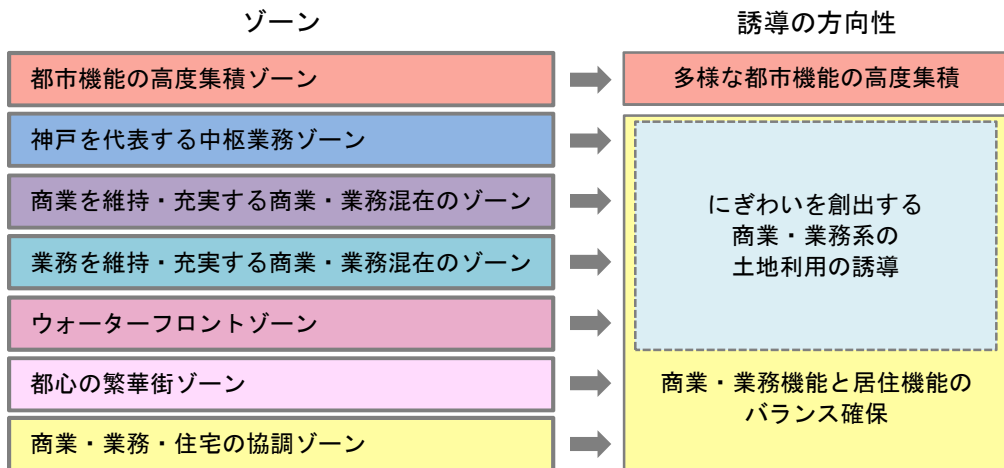 ゾーン
誘導の方向性
都市機能の高度集積ゾーン
多様な都市機能の高度集積
神戸を代表する中枢業務ゾーン
商業を維持・充実する商業・業務混在のゾーン
業務を維持・充実する商業・業務混在のゾーン
ウォーターフロントゾーン
都心の繁華街ゾーン
商業・業務・住宅の協調ゾーン
にぎわいを創出する
商業・業務系の
土地利用の誘導
商業・業務機能と居住機能の
バランス確保